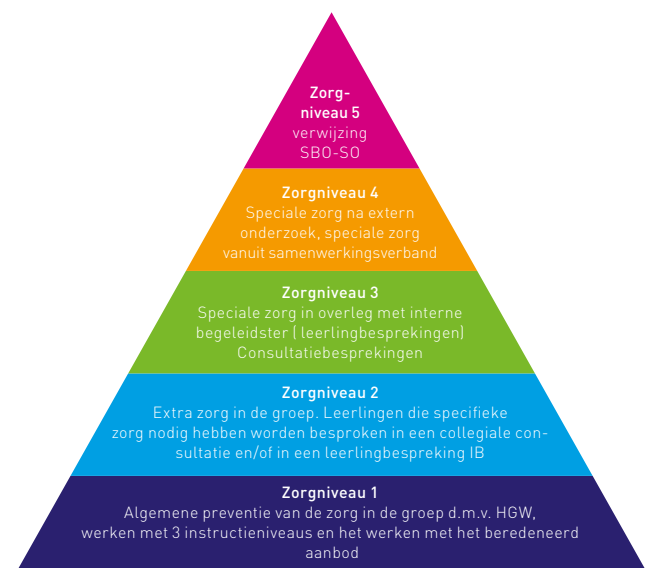 Zorg-
niveau 5
verwijzing
SBO-SO
Zorgniveau 4
Speciale zorg na extern
onderzoek, speciale zorg
vanuit samenwerkingsverband
Zorgniveau 3
Speciale zorg in overleg met interne
begeleidster ( leerlingbesprekingen)
Consultatiebesprekingen
Zorgniveau 2
Extra zorg in de groep. Leerlingen die specifieke
zorg nodig hebben worden besproken in een collegiale con-
sultatie en/of in een leerlingbespreking IB
Zorgniveau 1
Algemene preventie van de zorg in de groep d.m.v. HGW,
werken met 3 instructieniveaus en het werken met het beredeneerd
aanbod